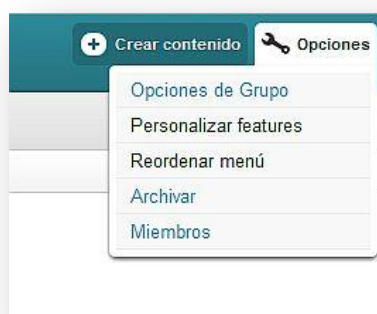 Crear contenido Opciones
Opciones de Grupo
Personalizar features
Reordenar menú
Archivar
Miembros